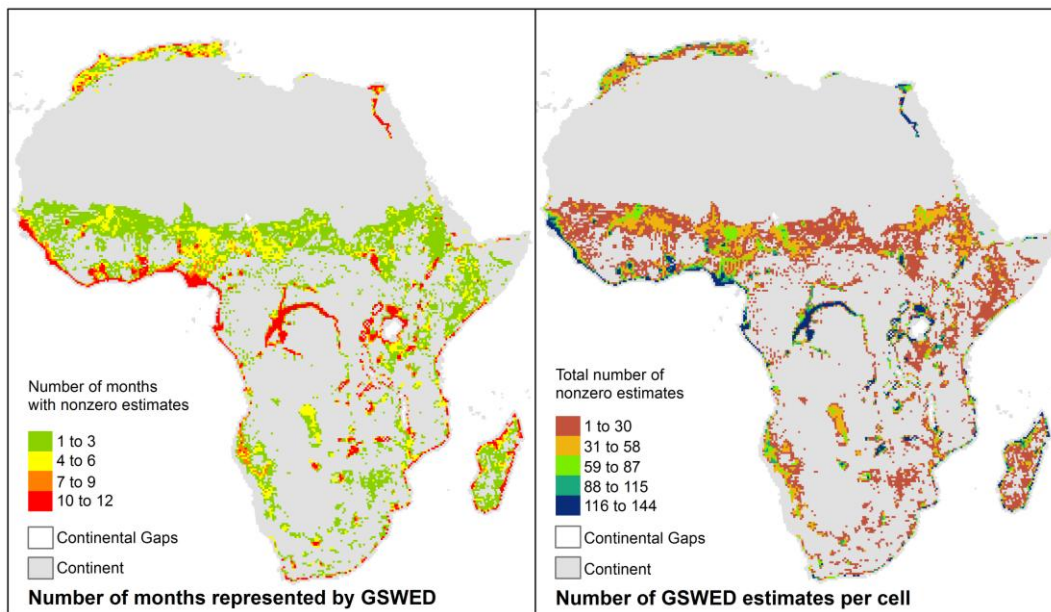 Number of months
with nonzero estimates
1 to 3
4 to 6
7 to 9
10 to 12
Continental Gaps
Continent
Number of months represented by GSWED
Total number of
nonzero estimates
1 to 30
31 to 58
59 to 87
88 to 115
116 to 144
Continental Gaps
Continent
Number of GSWED estimates per cell